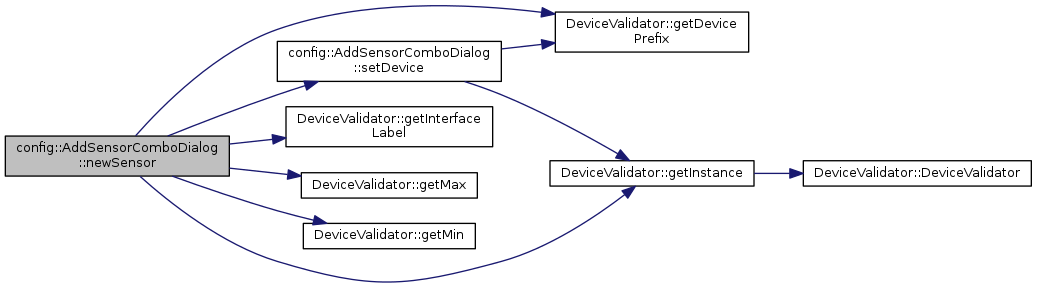 DeviceValidator::getDevice
Prefix
config::AddSensorComboDialog
::setDevice
DeviceValidator::getInterface
Label
config::AddSensorComboDialog
::newSensor
DeviceValidator::getInstance
DeviceValidator::DeviceValidator
DeviceValidator::getMax
DeviceValidator::getMin